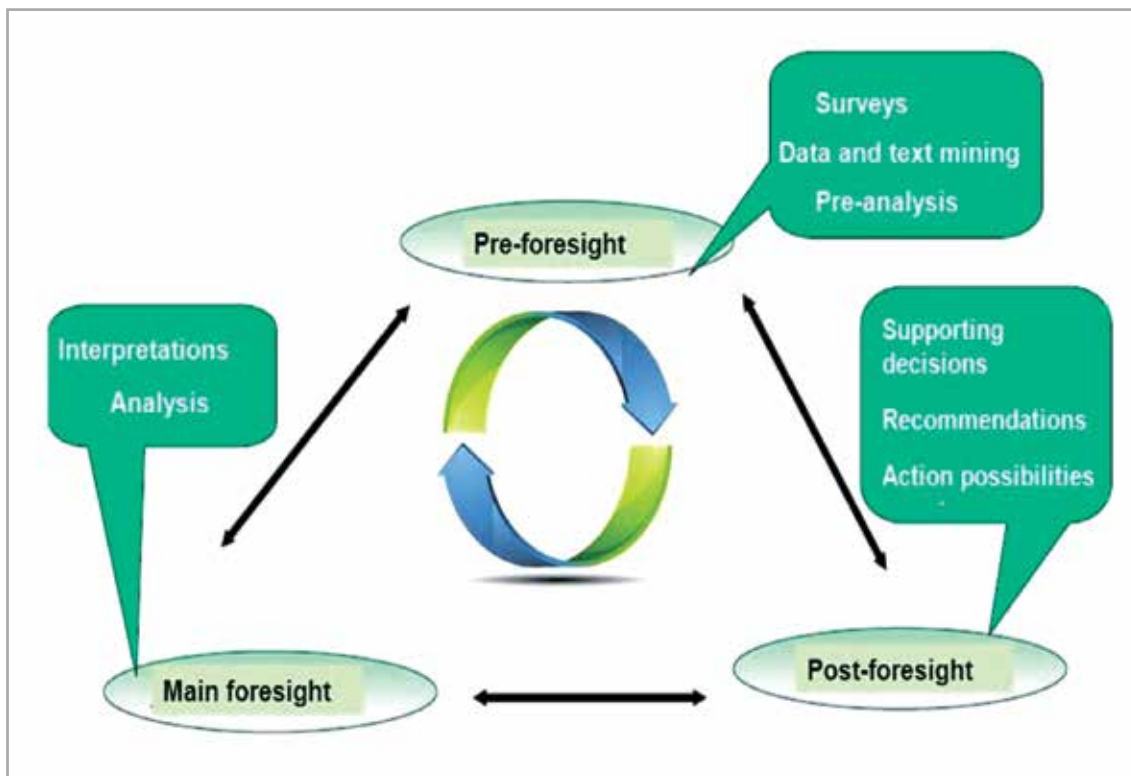 Surveys
Data and text mining
Pre-analysis
Pre-foresight
Supporting
decisions
Recommendations
Action possibilities
Interpretations
Analysis
Main foresight
Post-foresight